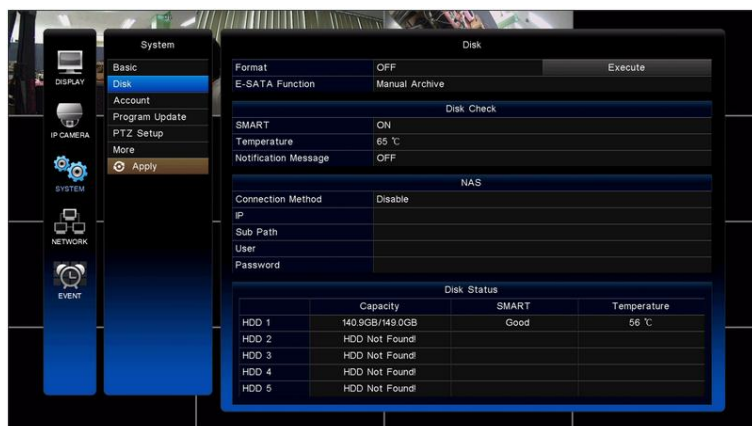 DISPLAY
IP CAMERA
SYSTEM
NETWORK
EVENT
System
Basic
Disk
Account
Program Update
PTZ Setup
More
Apply
Disk
Format OFF Execute
E-SATA Function Manual Archive
Disk Check
SMART ON
Temperature 65 ℃
Notification Message OFF
NAS
Connection Method Disable
IP
Sub Path
User
Password
Disk Status
Capacity SMART Temperature
HDD 1 140.9GB/149.0GB Good 56 ℃
HDD 2 HDD Not Found!
HDD 3 HDD Not Found!
HDD 4 HDD Not Found!
HDD 5 HDD Not Found!